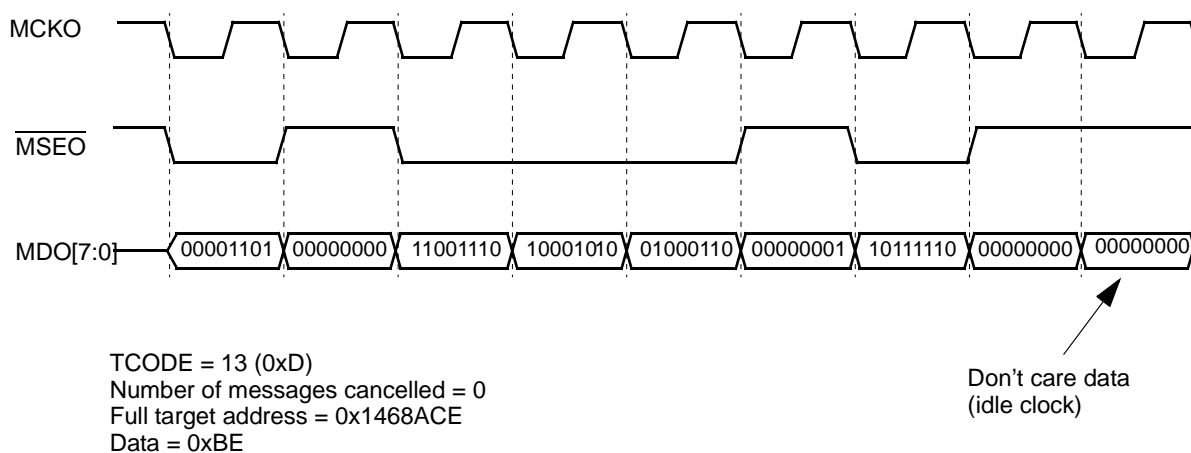 MCKO
MSEO
MDO[7:0] 00001101 00000000 11001110 10001010 01000110 00000001 10111110 00000000 00000000
TCODE = 13 (0xD)
Number of messages cancelled = 0
Full target address = 0x1468ACE
Data = 0xBE
Don't care data
(idle clock)